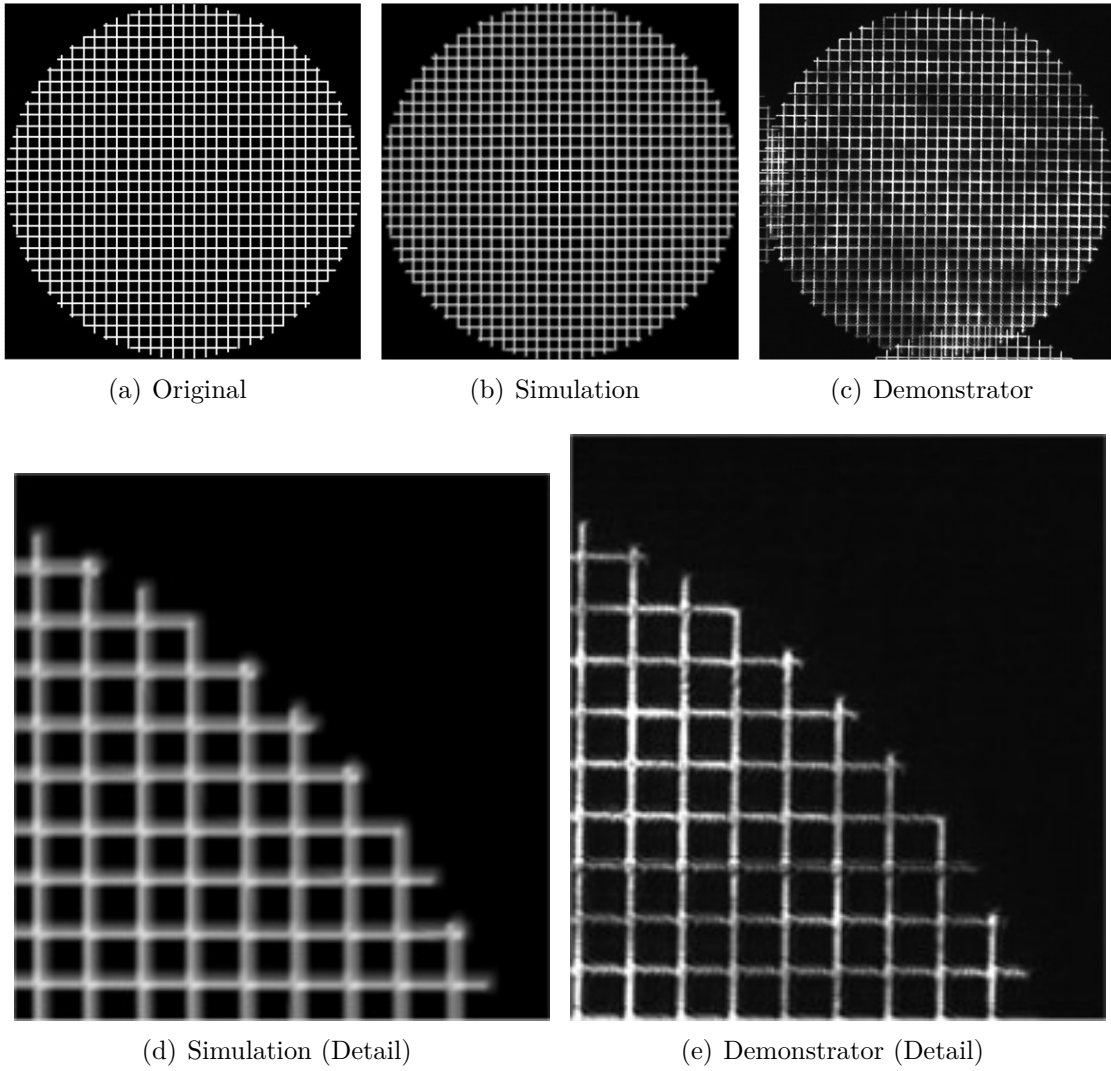 (a) Original
(b) Simulation
(c) Demonstrator
(d) Simulation (Detail)
(e) Demonstrator (Detail)